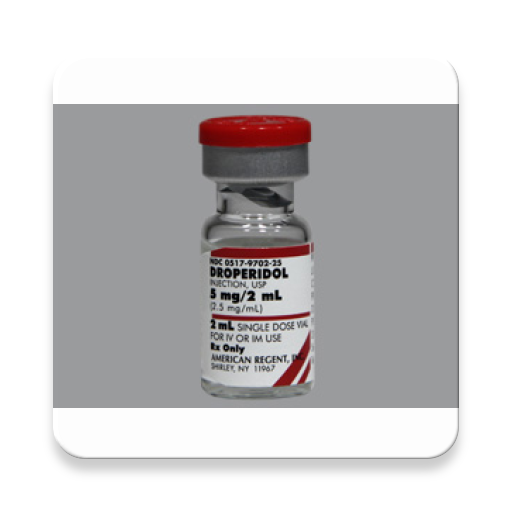 NDC 0517-9702-25
DROPERIDOL
INJECTION, USP
5 mg/2 mL
(2.5 mg/mL)
2 mL SINGLE DOSE VIAL
FOR IV OR IM USE
Rx Only
AMERICAN REGENT, INC.
SHIRLEY, NY 11967